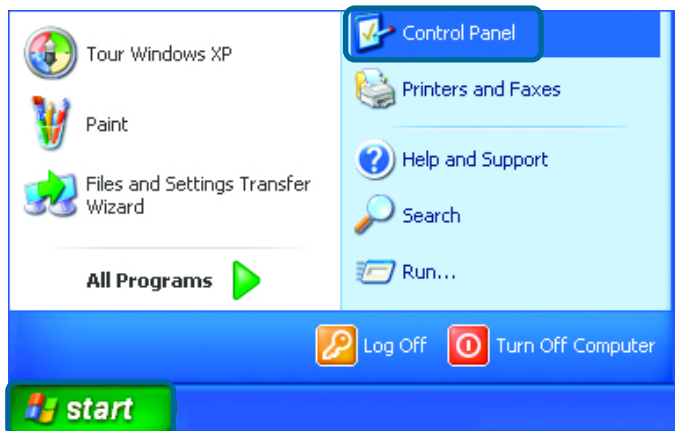 Tour Windows XP
Paint
Files and Settings Transfer
Wizard
All Programs
Control Panel
Printers and Faxes
Help and Support
Search
Run...
Log Off
Turn Off Computer
start